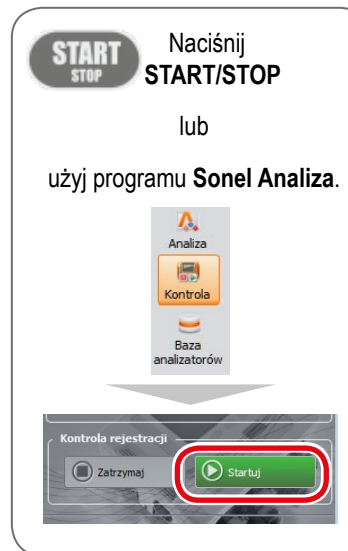 START
STOP
Naciśnij
START/STOP
lub
użyj programu Sonel Analiza.
Analiza
Kontrola
Baza
analizatorów
Kontrola rejestracji
Zatrzymaj
Startuj